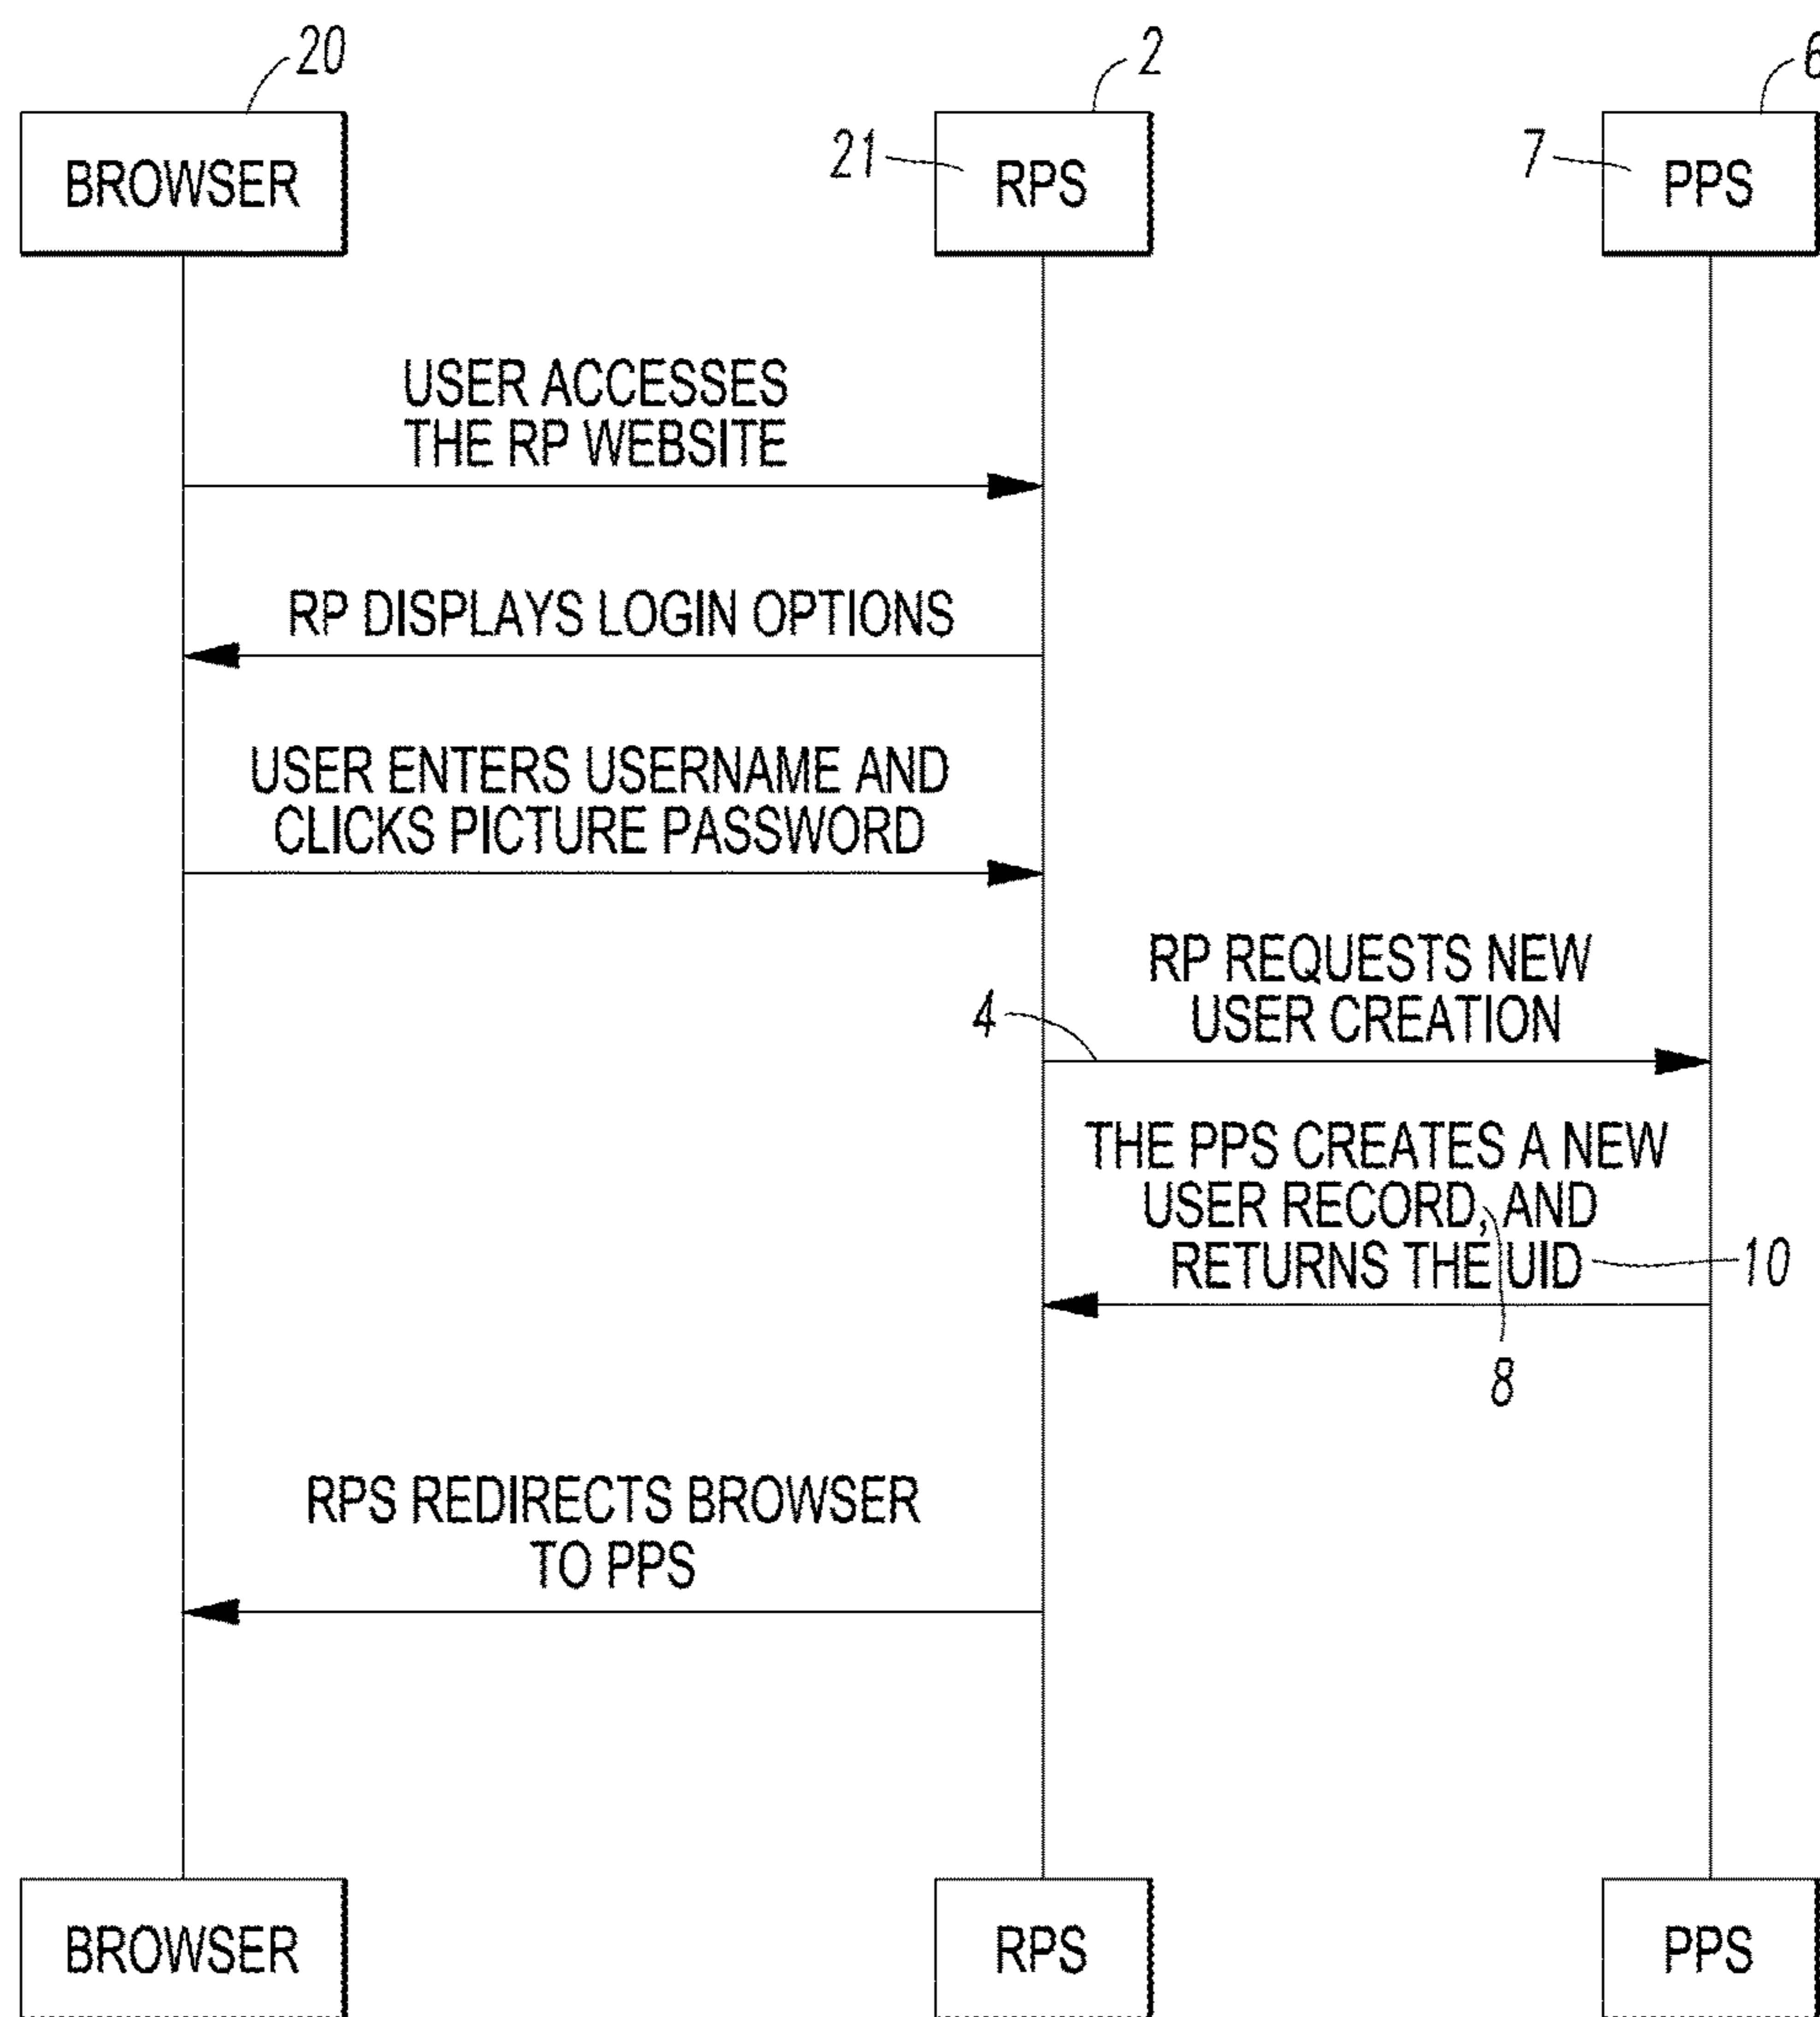 20
2
6
BROWSER
21
RPS
7
PPS
USER ACCESSES
THE RP WEBSITE
RP DISPLAYS LOGIN OPTIONS
USER ENTERS USERNAME AND
CLICKS PICTURE PASSWORD
RP REQUESTS NEW
USER CREATION
4
THE PPS CREATES A NEW
USER RECORD, AND
RETURNS THE UID
10
8
RPS REDIRECTS BROWSER
TO PPS
BROWSER
RPS
PPS